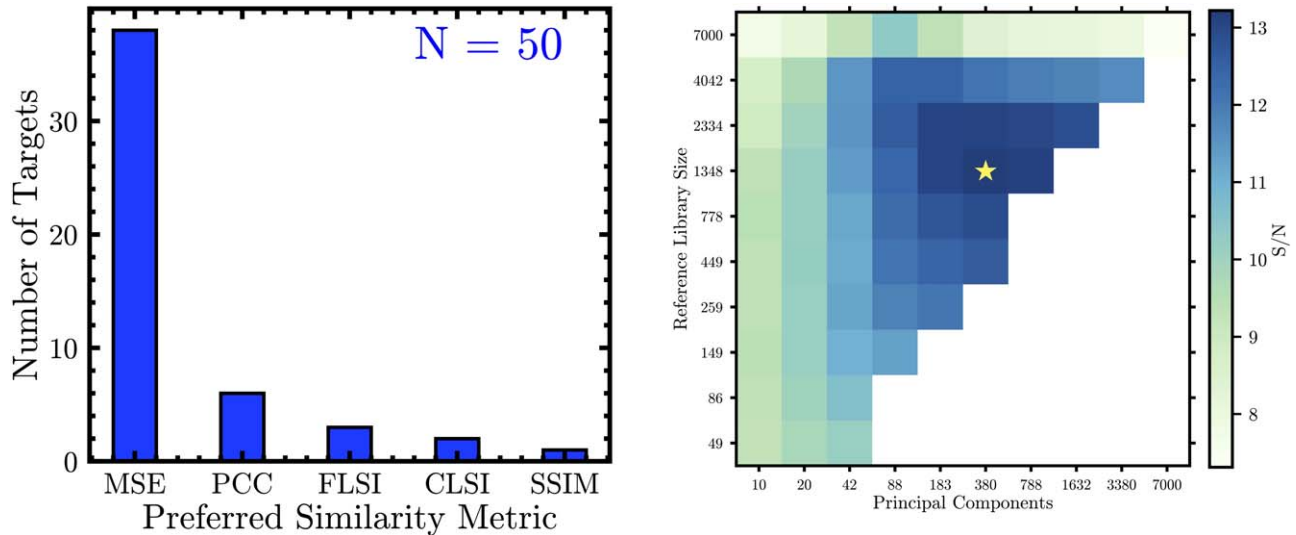 N = 50
Number of Targets
30
20
10
0
MSE PCC FLSI CLSI SSIM
Preferred Similarity Metric
Reference Library Size
7000
4042
2334
1348
778
449
259
149
86
49
10 20 42 88 183 380 788 1632 3380 7000
Principal Components
13
12
11
10
9
8
S/N